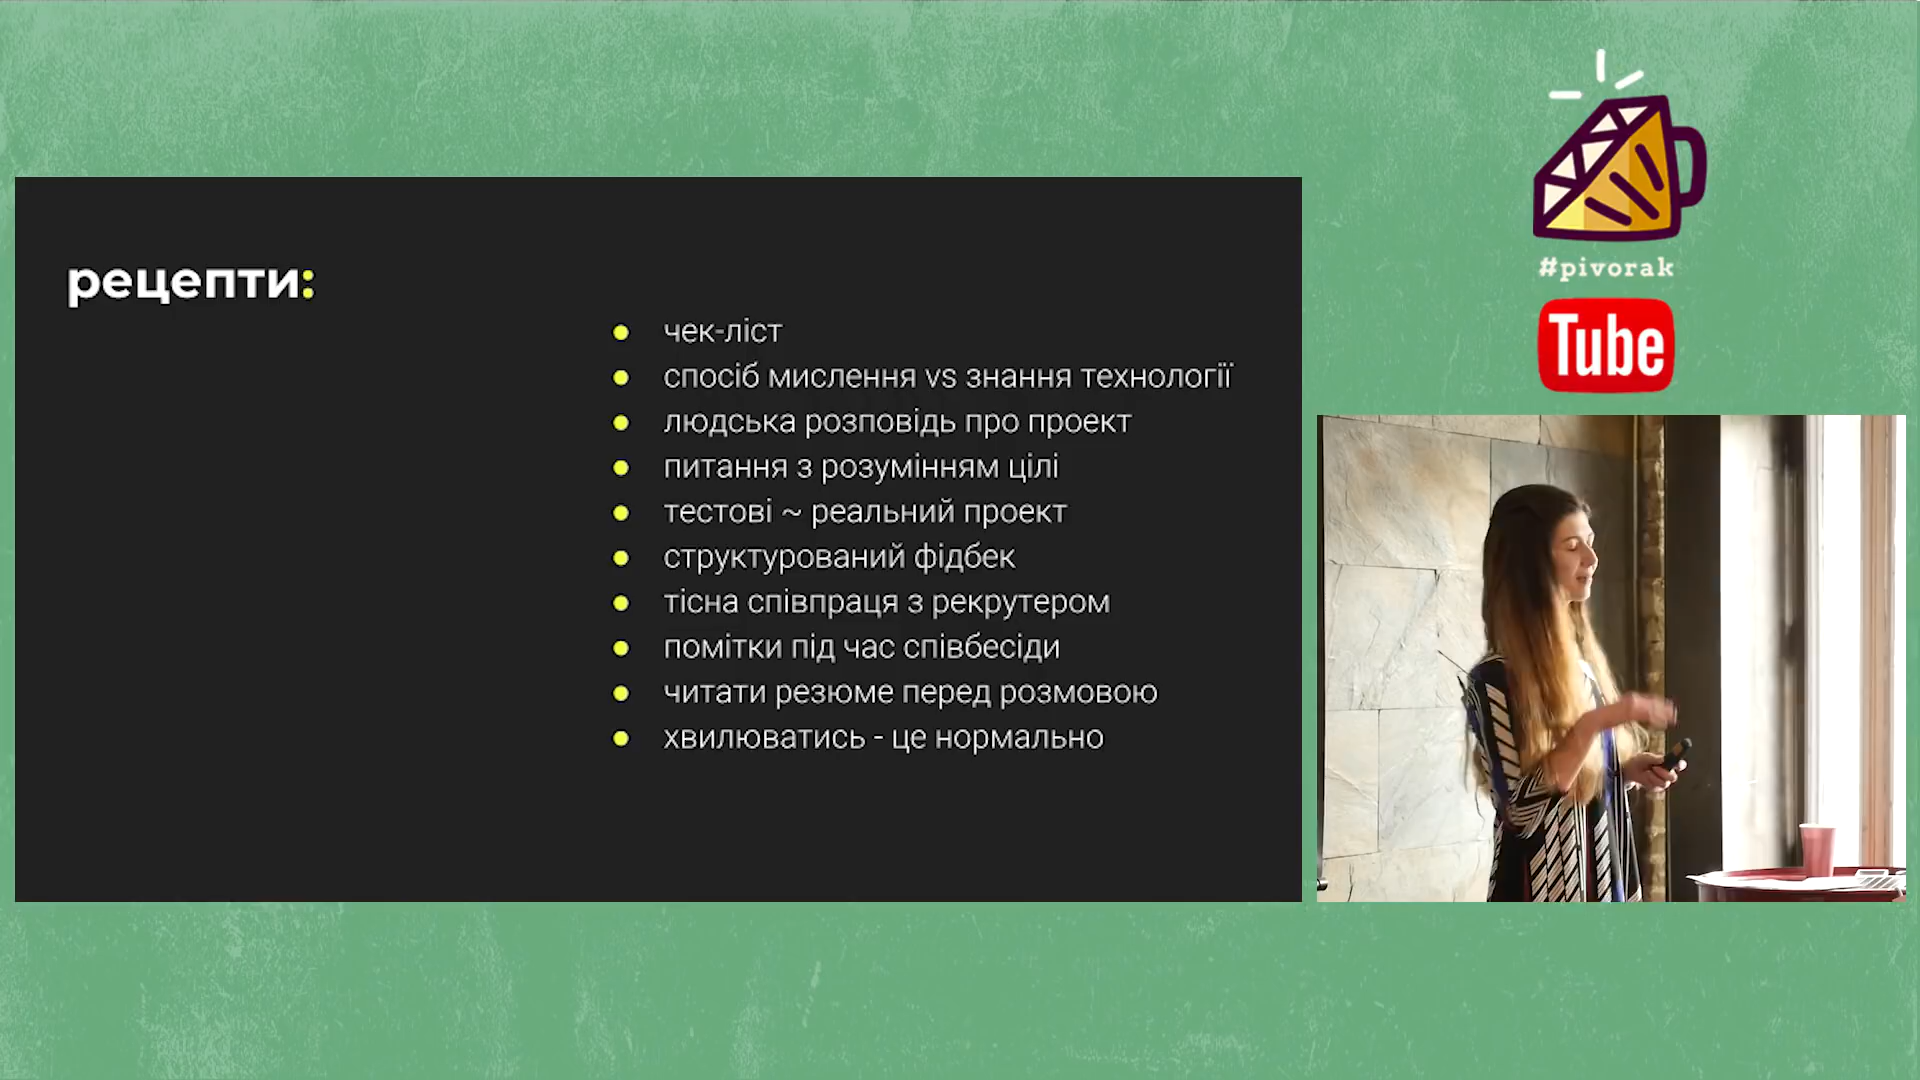 рецепти:
чек-ліст
спосіб мислення vs знання технології
людська розповідь про проект
питання з розумінням цілі
тестові ~ реальний проект
структурований фідбек
тісна співпраця з рекрутером
помітки під час співбесіди
читати резюме перед розмовою
хвилюватись - це нормально
#pivorak
Tube